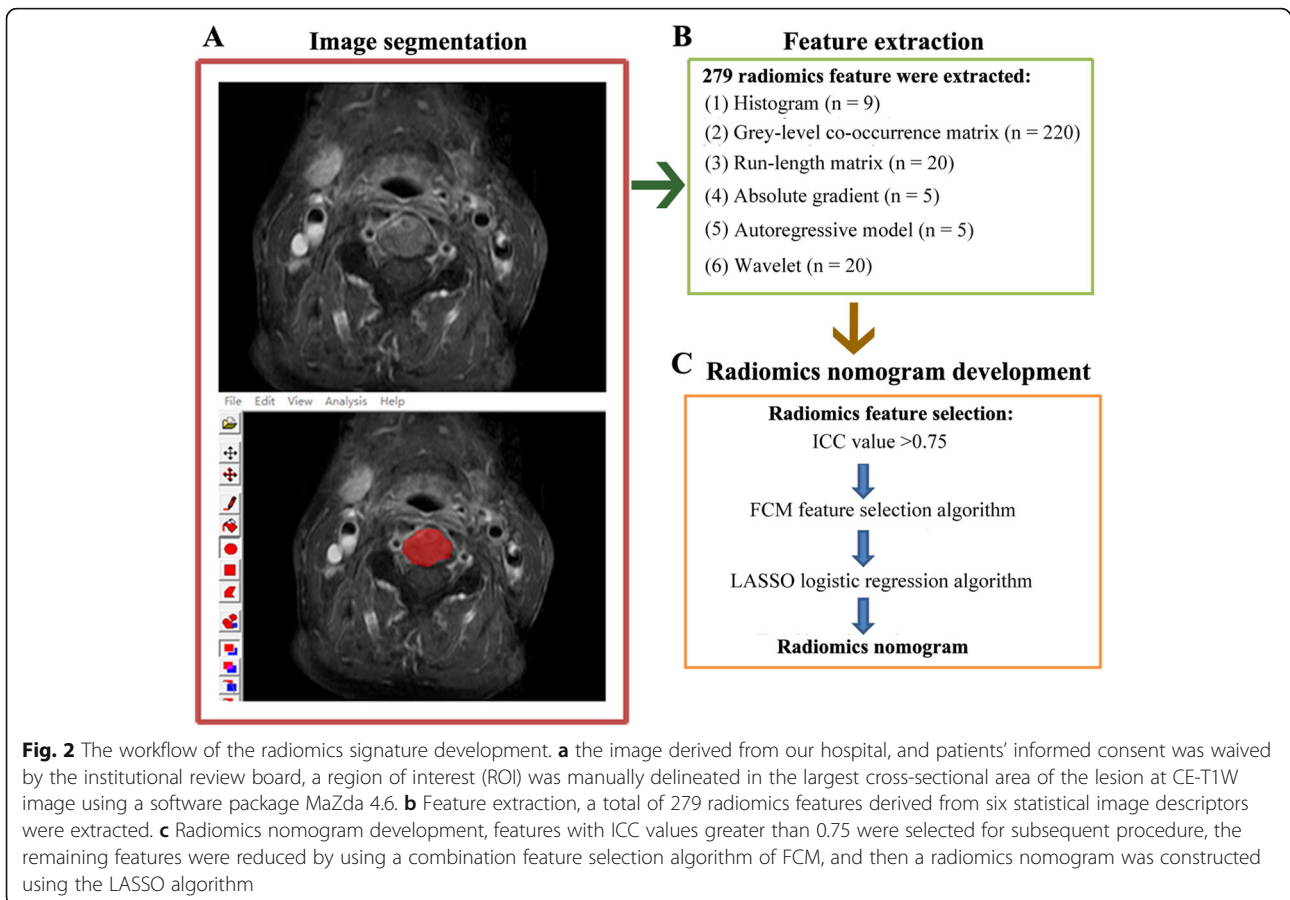 A
Image segmentation
File Edit View Analysis Help
B
Feature extraction
279 radiomics feature were extracted:
(1) Histogram (n = 9)
(2) Grey-level co-occurrence matrix (n = 220)
(3) Run-length matrix (n = 20)
(4) Absolute gradient (n = 5)
(5) Autoregressive model (n = 5)
(6) Wavelet (n = 20)
C
Radiomics nomogram development
Radiomics feature selection:
ICC value >0.75
FCM feature selection algorithm
LASSO logistic regression algorithm
Radiomics nomogram
Fig. 2 The workflow of the radiomics signature development. a the image derived from our hospital, and patients' informed consent was waived
by the institutional review board, a region of interest (ROI) was manually delineated in the largest cross-sectional area of the lesion at CE-T1W
image using a software package MaZda 4.6. b Feature extraction, a total of 279 radiomics features derived from six statistical image descriptors
were extracted. c Radiomics nomogram development, features with ICC values greater than 0.75 were selected for subsequent procedure, the
remaining features were reduced by using a combination feature selection algorithm of FCM, and then a radiomics nomogram was constructed
using the LASSO algorithm